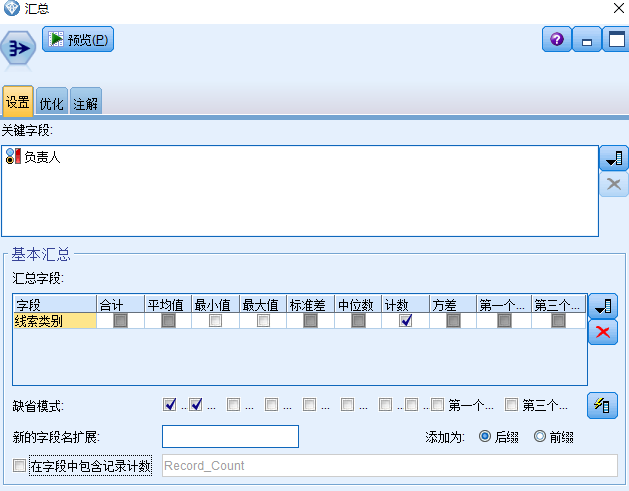 汇总
预览(P)
设置 优化 注解
关键字段:
负责人
基本汇总
汇总字段:
字段 合计 平均值 最小值 最大值 标准差 中位数 计数 方差 第一个... 第三个...
线索类别
缺省模式: .. ... ... ... ... ... .. ... 第一个... 第三个...
新的字段名扩展: 添加为: 后缀 前缀
在字段中包含记录计数 Record_Count